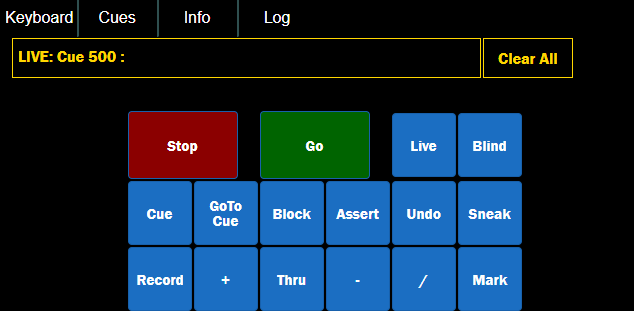 Keyboard Cues Info Log
LIVE: Cue 500 : Clear All
Stop Go Live Blind
Cue GoTo Cue Block Assert Undo Sneak
Record + Thru - / Mark